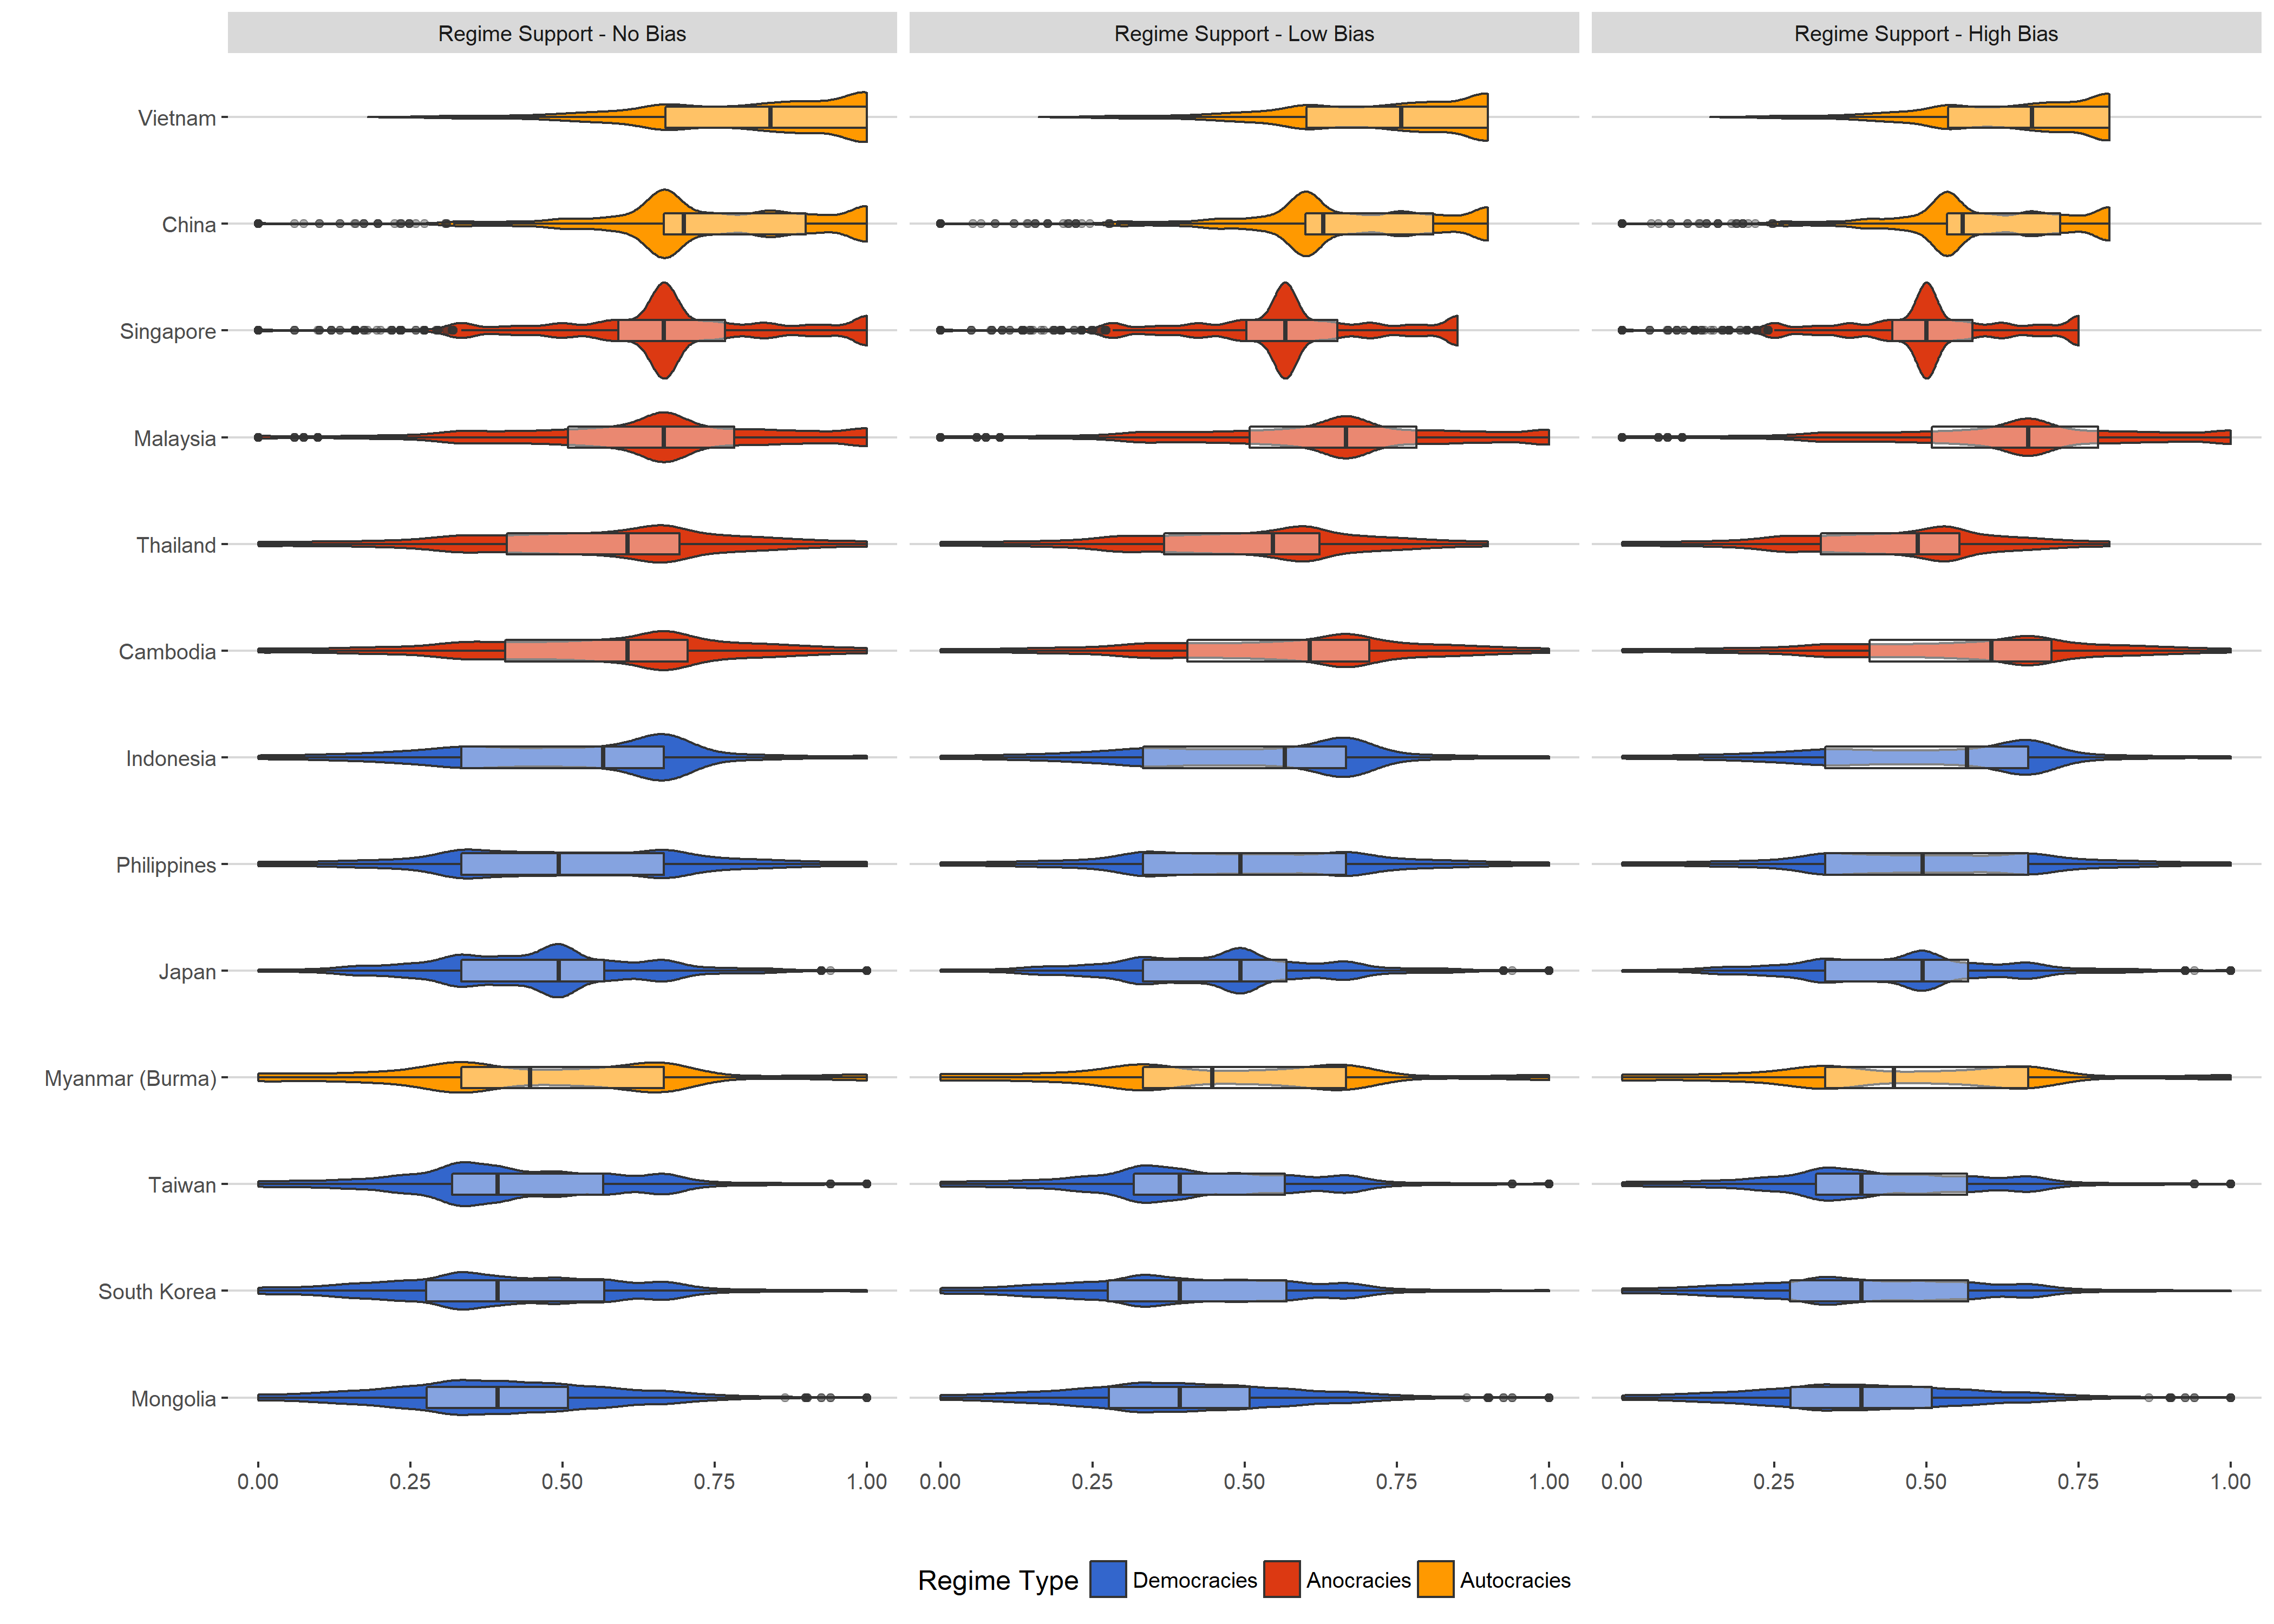 Regime Support - No Bias
Regime Support - Low Bias
Regime Support - High Bias
Vietnam
China
Singapore
Malaysia
Thailand
Cambodia
Indonesia
Philippines
Japan
Myanmar (Burma)
Taiwan
South Korea
Mongolia
0.00 0.25 0.50 0.75 1.00
0.00 0.25 0.50 0.75 1.00
0.00 0.25 0.50 0.75 1.00
Regime Type Democracies Anocracies Autocracies